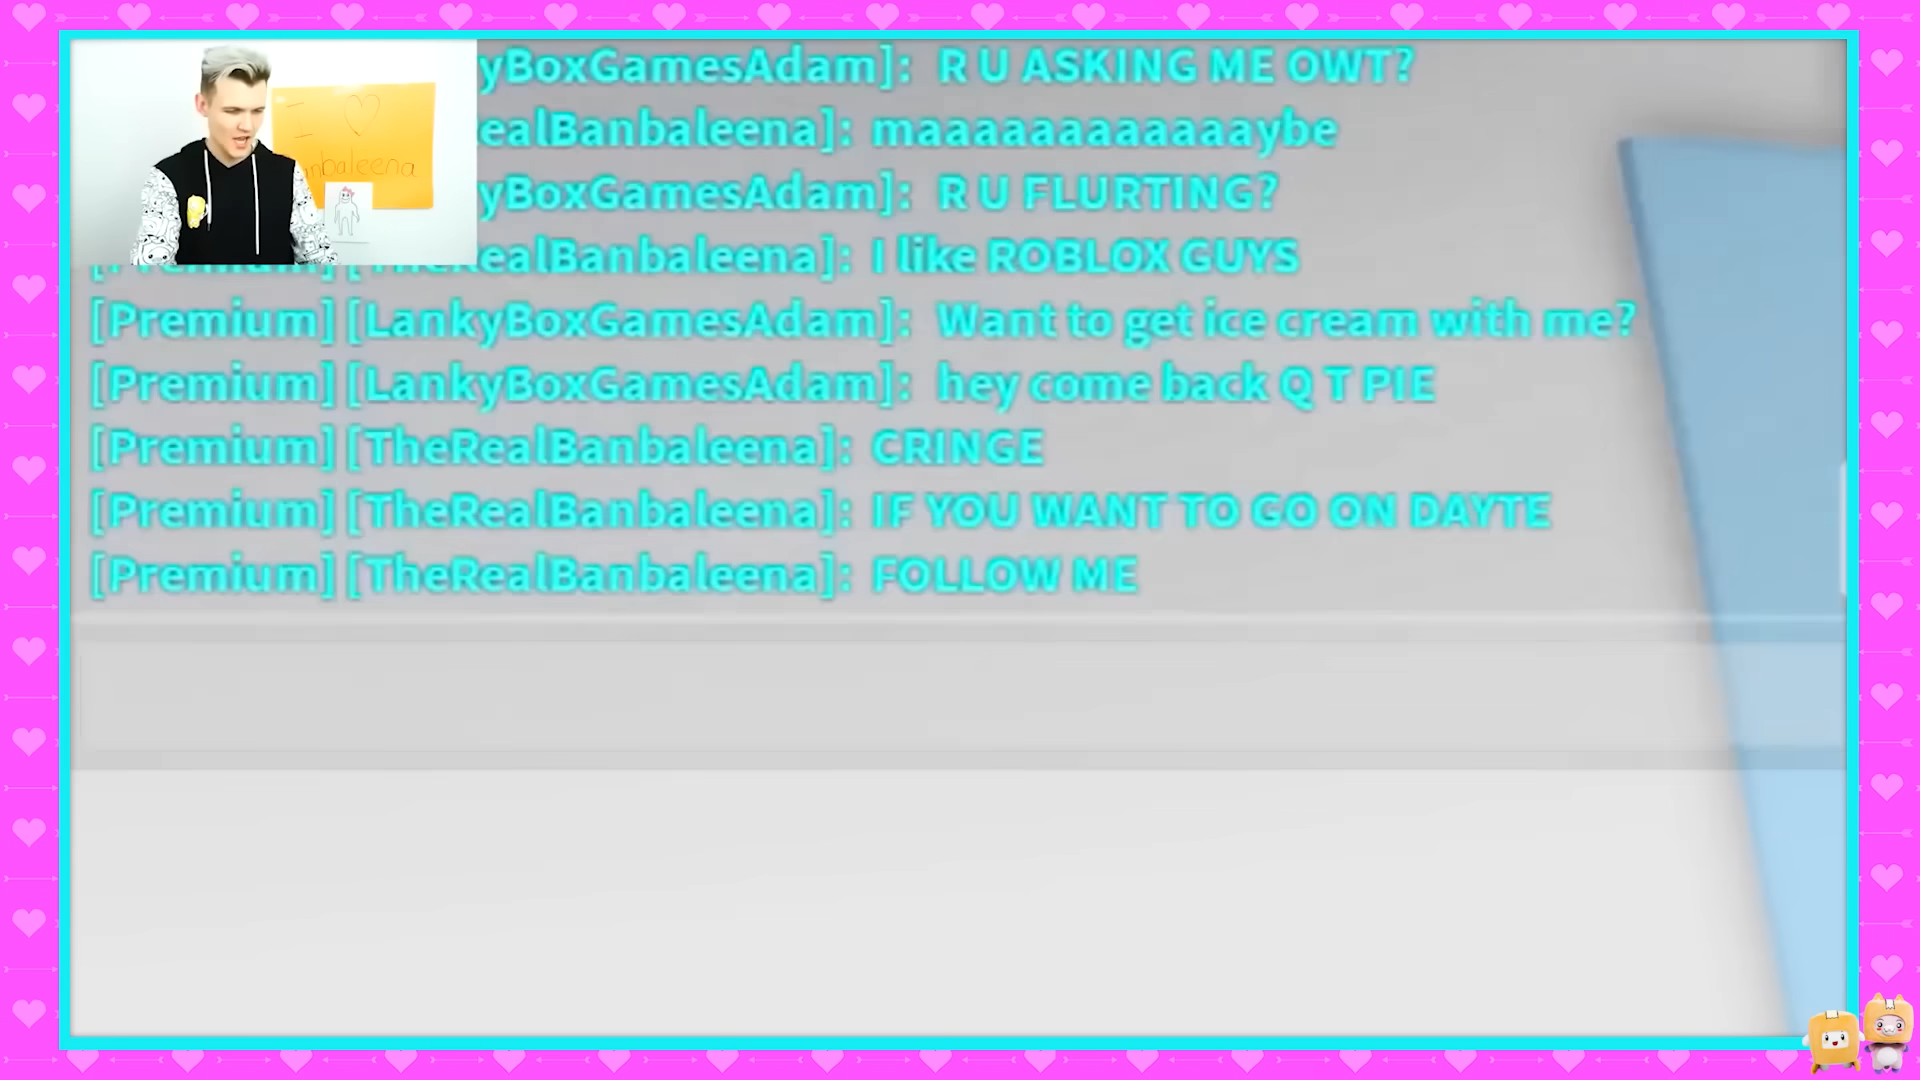 yBoxGamesAdam]: R U ASKING ME OWT?
ealBanbaleena]: maaaaaaaaaaaaaybe
yBoxGamesAdam]: R U FLURTING?
ealBanbaleena]: I like ROBLOX GUYS
[Premium] [LankyBoxGamesAdam]: Want to get ice cream with me?
[Premium] [LankyBoxGamesAdam]: hey come back Q T PIE
[Premium] [TheRealBanbaleena]: CRINGE
[Premium] [TheRealBanbaleena]: IF YOU WANT TO GO ON DAYTE
[Premium] [TheRealBanbaleena]: FOLLOW ME
I
nbaleena